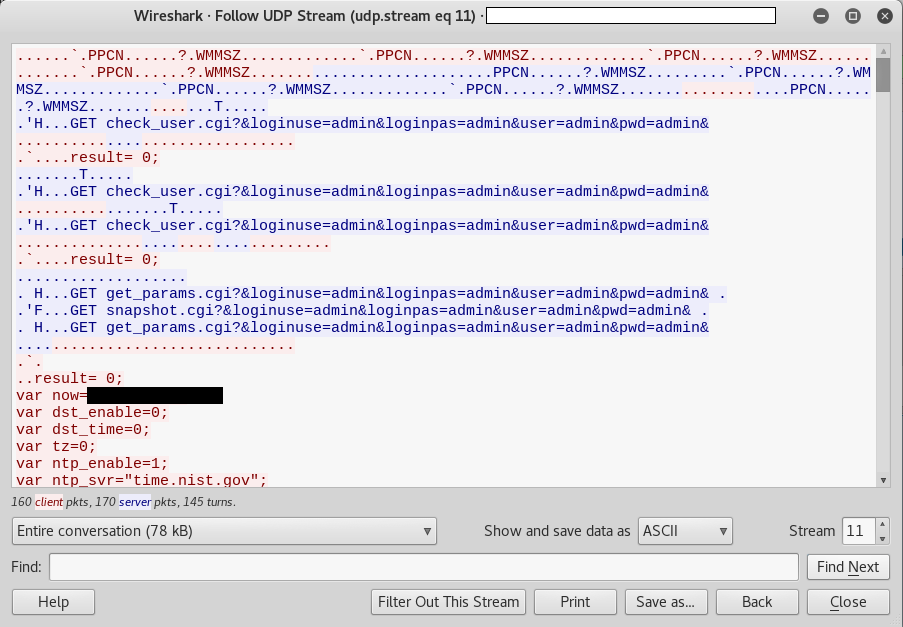 Wireshark · Follow UDP Stream (udp.stream eq 11) ·
......`.PPCN......?.WMMSZ.............`.PPCN......?.WMMSZ.............`.PPCN......?.WMMSZ......
.......`.PPCN......?.WMMSZ...........................PPCN......?.WMMSZ.........`.PPCN......?.WM
MSZ.............`.PPCN......?.WMMSZ.............`.PPCN......?.WMMSZ...................PPCN.....
.?.WMMSZ..............T.....
.'H...GET check_user.cgi?&loginuse=admin&loginpas=admin&user=admin&pwd=admin&
...............................
.`....result= 0;
.......T.....
.'H...GET check_user.cgi?&loginuse=admin&loginpas=admin&user=admin&pwd=admin&
.................T.....
.'H...GET check_user.cgi?&loginuse=admin&loginpas=admin&user=admin&pwd=admin&
...................................
.`....result= 0;
...................
. H...GET get_params.cgi?&loginuse=admin&loginpas=admin&user=admin&pwd=admin& .
.'F...GET snapshot.cgi?&loginuse=admin&loginpas=admin&user=admin&pwd=admin& .
. H...GET get_params.cgi?&loginuse=admin&loginpas=admin&user=admin&pwd=admin&
...............................
.`.
..result= 0;
var now=
var dst_enable=0;
var dst_time=0;
var tz=0;
var ntp_enable=1;
var ntp_svr="time.nist.gov";
160 client pkts, 170 server pkts, 145 turns.
Entire conversation (78 kB) Show and save data as ASCII Stream 11
Find: Find Next
Help Filter Out This Stream Print Save as... Back Close